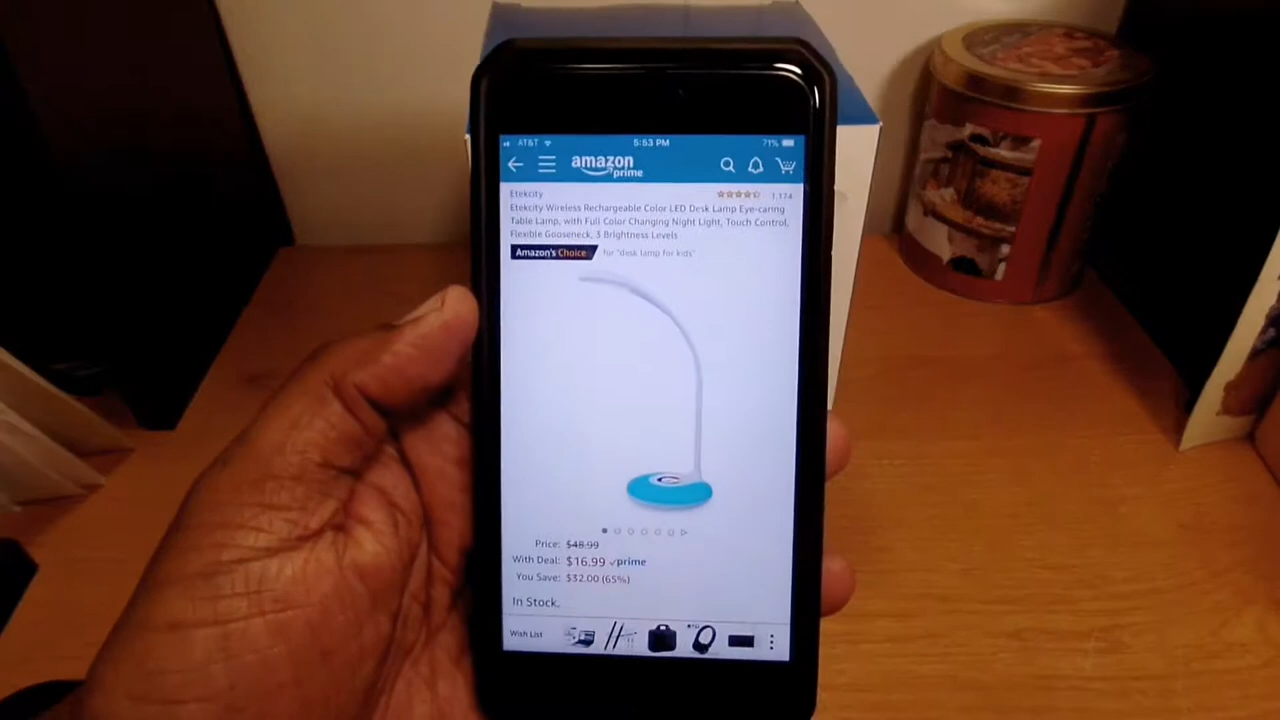 AT&T 5:53 PM 71%
amazon
prime
Etekcity 1,174
Etekcity Wireless Rechargeable Color LED Desk Lamp Eye-caring
Table Lamp, with Full Color Changing Night Light, Touch Control,
Flexible Gooseneck, 3 Brightness Levels
Amazon's Choice for "desk lamp for kids"
Price: $48.99
With Deal: $16.99 prime
You Save: $32.00 (65%)
In Stock.
Wish List